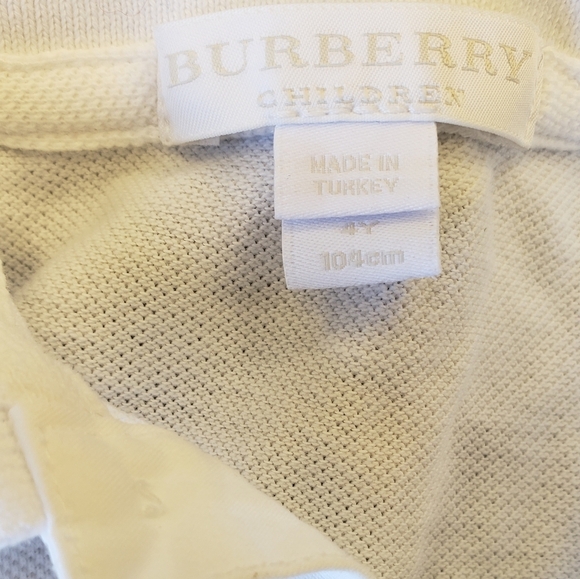 BURBERRY
CHILDREN
MADE IN
TURKEY
4Y
104cm